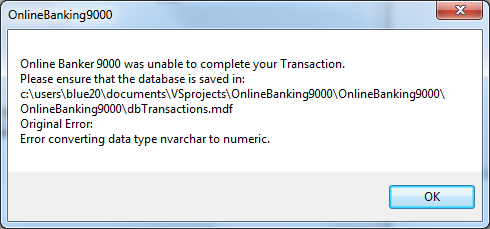 OnlineBanking9000
Online Banker 9000 was unable to complete your Transaction.
Please ensure that the database is saved in:
c:\users\blue20\documents\VSprojects\OnlineBanking9000\OnlineBanking9000\
OnlineBanking9000\dbTransactions.mdf
Original Error:
Error converting data type nvarchar to numeric.
OK